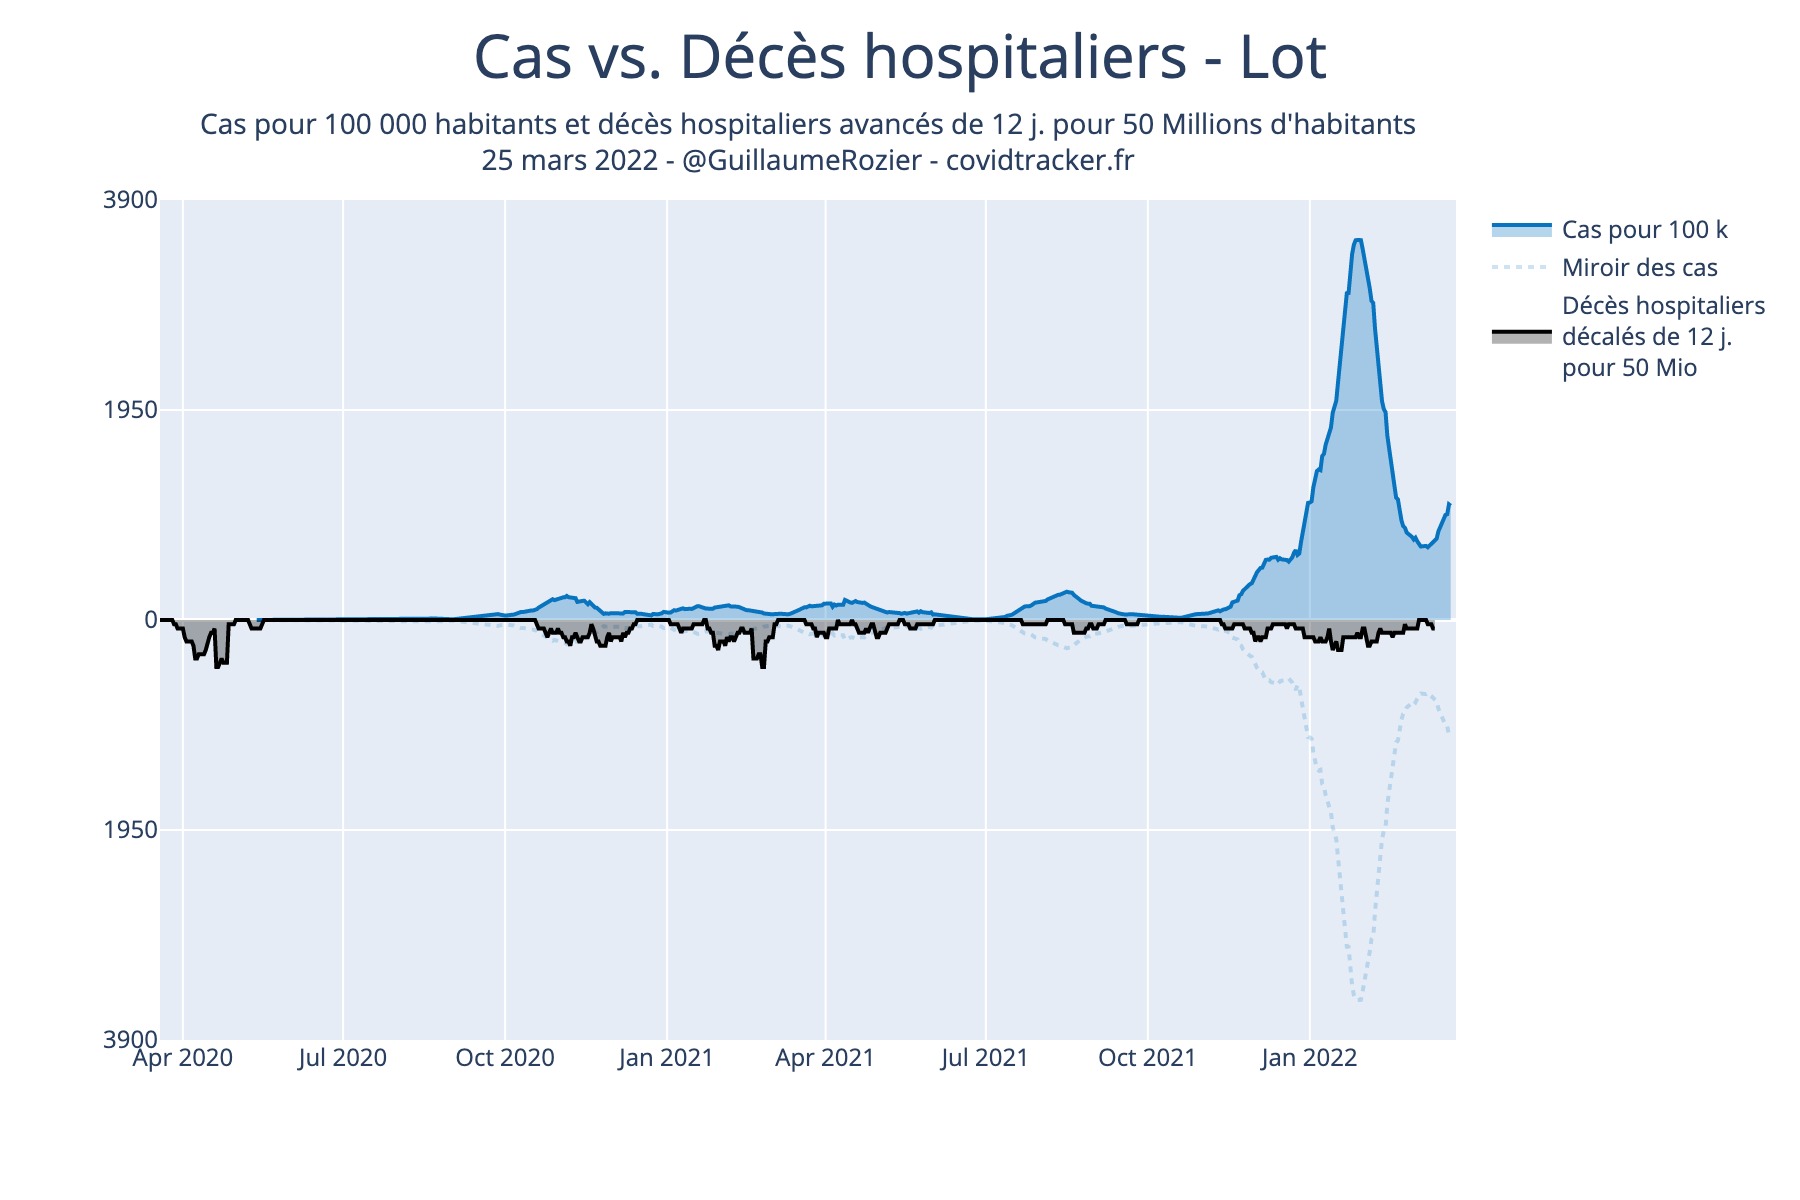 Cas vs. Décès hospitaliers - Lot
Cas pour 100 000 habitants et décès hospitaliers avancés de 12 j. pour 50 Millions d'habitants
25 mars 2022 - @GuillaumeRozier - covidtracker.fr
3900
1950
0
1950
3900
Apr 2020
Jul 2020
Oct 2020
Jan 2021
Apr 2021
Jul 2021
Oct 2021
Jan 2022
Cas pour 100 k
Miroir des cas
Décès hospitaliers
décalés de 12 j.
pour 50 Mio